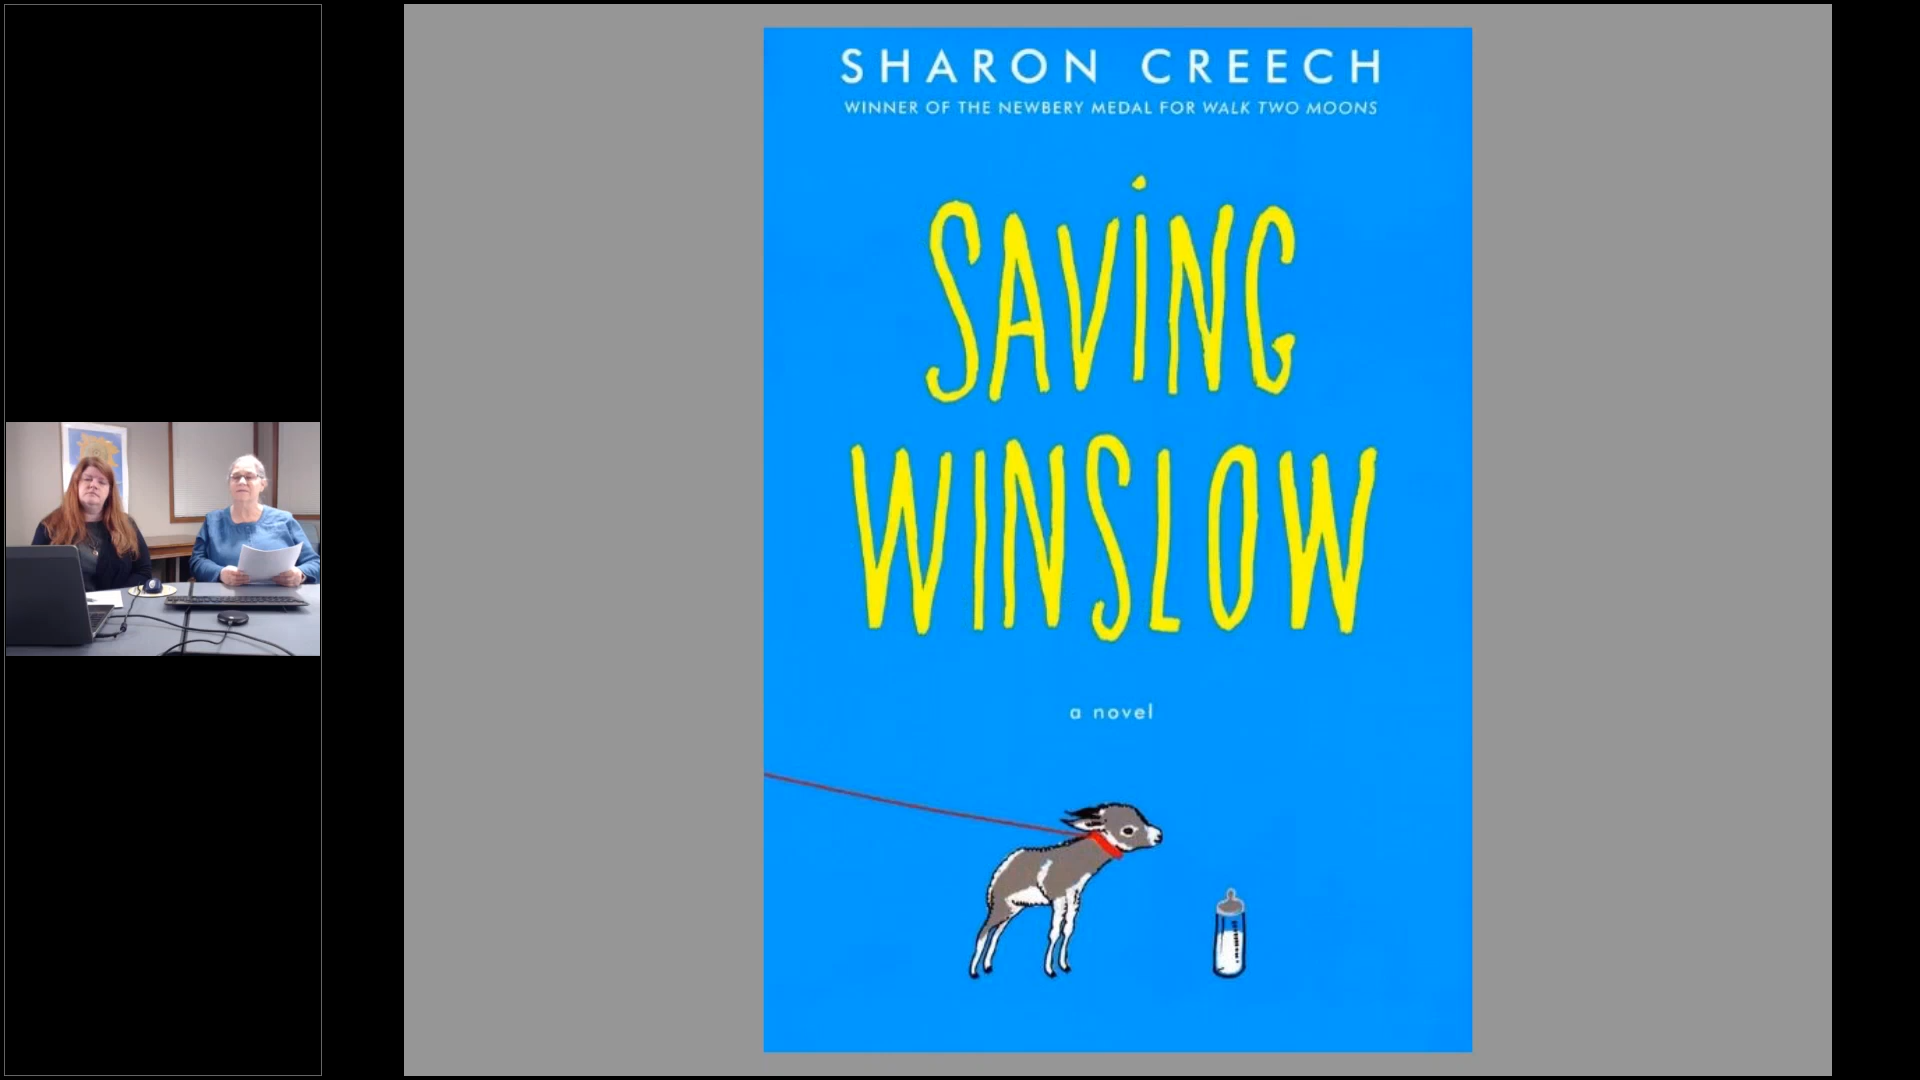 SHARON CREECH
WINNER OF THE NEWBERY MEDAL FOR WALK TWO MOONS
SAVING
WINSLOW
a novel